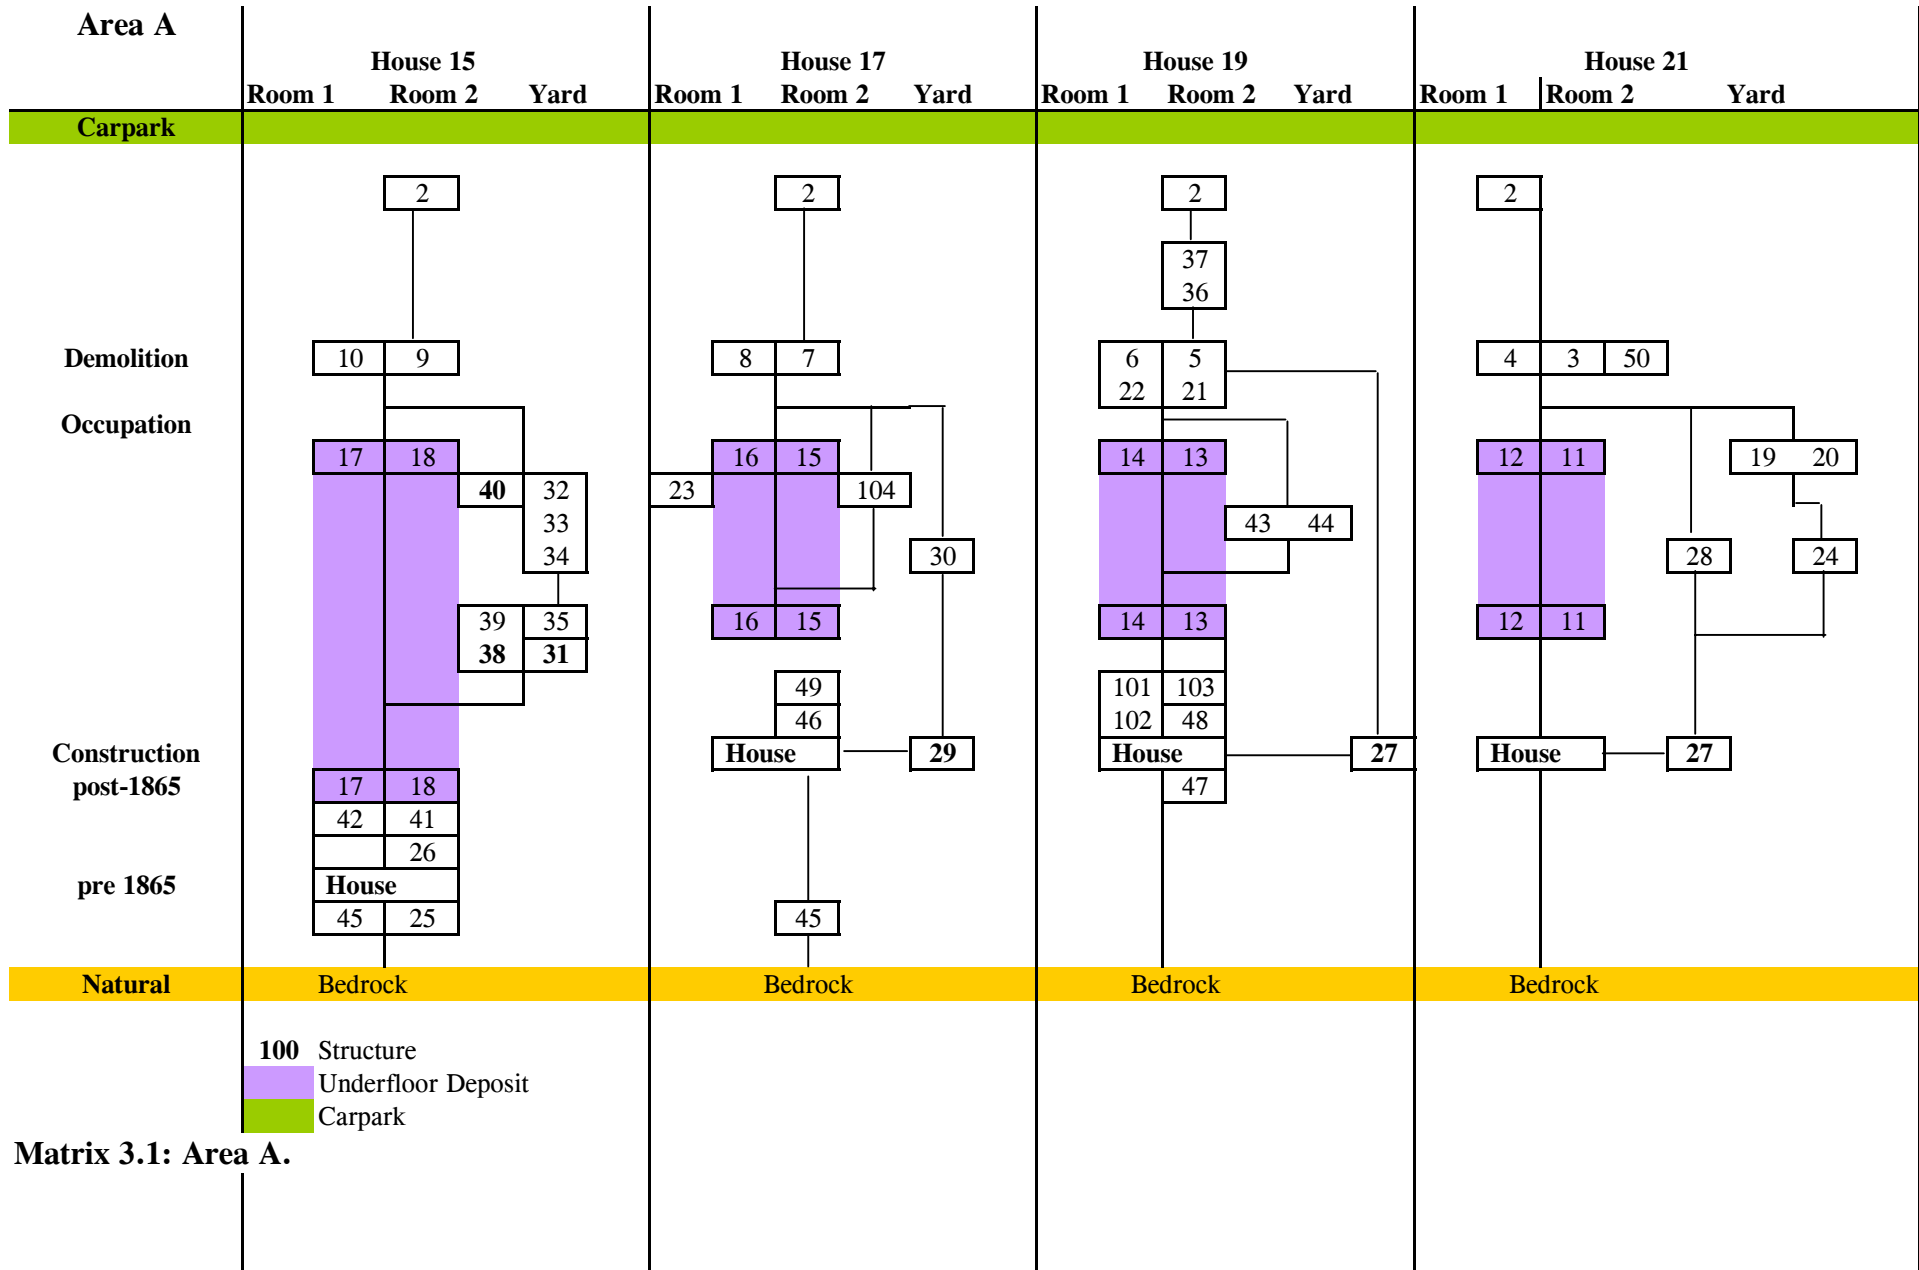 Area A
House 15 House 17 House 19 House 21
Room 1 Room 2 Yard Room 1 Room 2 Yard Room 1 Room 2 Yard Room 1 Room 2 Yard
Carpark
2 2 2 2
37
36
Demolition 10 9 8 7 6 5 4 3 50
22 21
Occupation
17 18 16 15 14 13 12 11 19 20
40 32 23 104
33 43 44
34 30 28 24
39 35 16 15 14 13 12 11
38 31
49 101 103
46 102 48
Construction House 29 House 27 House 27
post-1865 17 18 47
42 41
26
pre 1865 House
45 25 45
Natural Bedrock Bedrock Bedrock Bedrock
100 Structure
Underfloor Deposit
Carpark
Matrix 3.1: Area A.